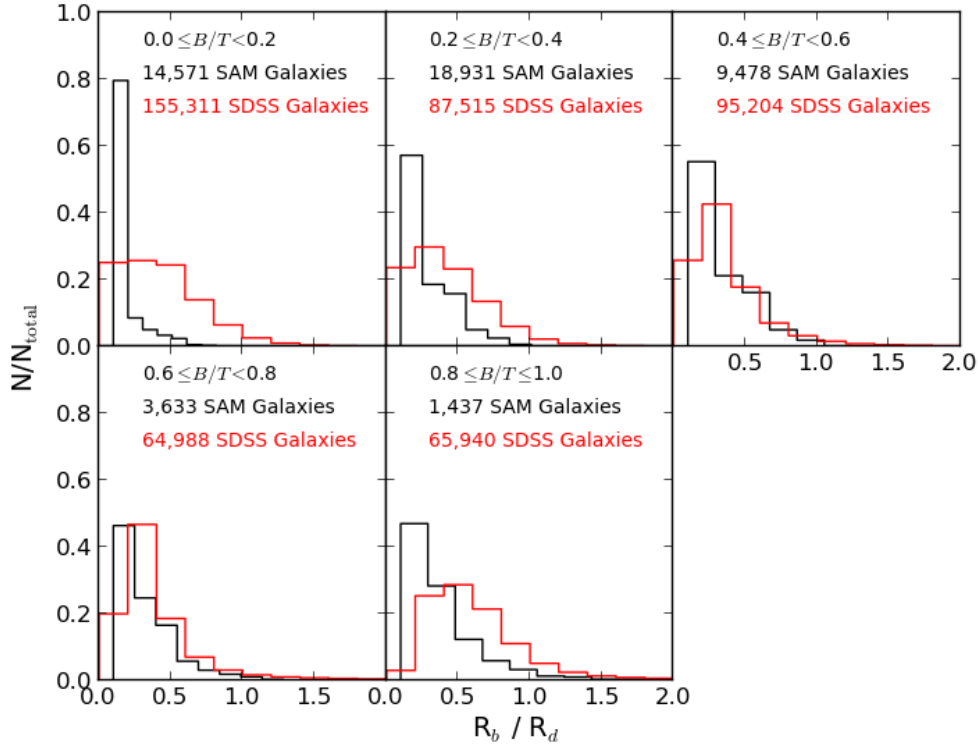 1.0
0.8
0.6
0.4
0.2
0.0
0.0 ≤B/T<0.2
14,571 SAM Galaxies
155,311 SDSS Galaxies
0.2 ≤B/T<0.4
18,931 SAM Galaxies
87,515 SDSS Galaxies
0.4 ≤B/T<0.6
9,478 SAM Galaxies
95,204 SDSS Galaxies
0.5 1.0 1.5 2.0
N/N_total
0.8
0.6
0.4
0.2
0.0
0.6 ≤B/T<0.8
3,633 SAM Galaxies
64,988 SDSS Galaxies
0.8 ≤B/T≤1.0
1,437 SAM Galaxies
65,940 SDSS Galaxies
0.0 0.5 1.0 1.5 0.0 0.5 1.0 1.5 2.0
R_b / R_d